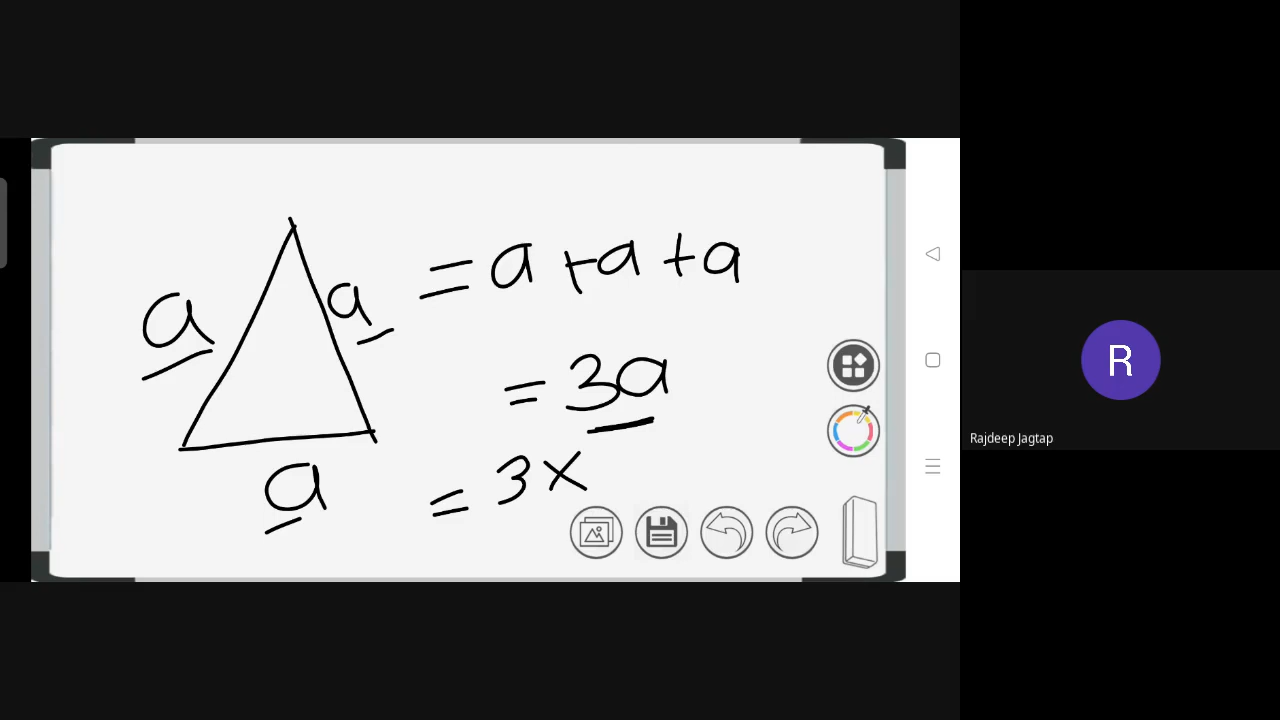 a
a
a
= a + a + a
= 3a
= 3 x
R
Rajdeep Jagtap